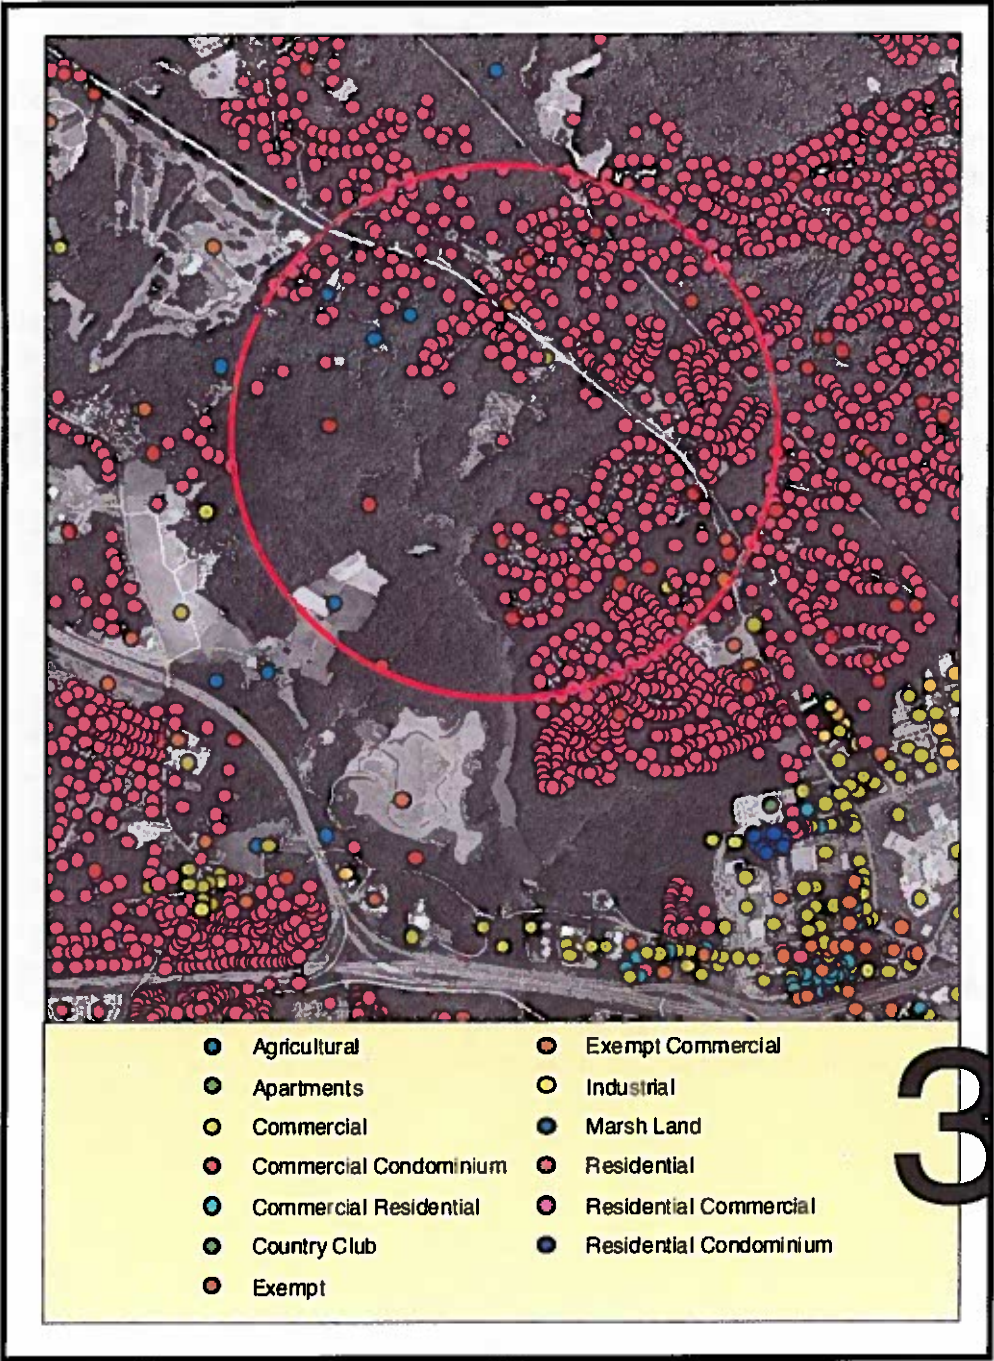 Agricultural
Apartments
Commercial
Commercial Condominium
Commercial Residential
Country Club
Exempt
Exempt Commercial
Industrial
Marsh Land
Residential
Residential Commercial
Residential Condominium
3